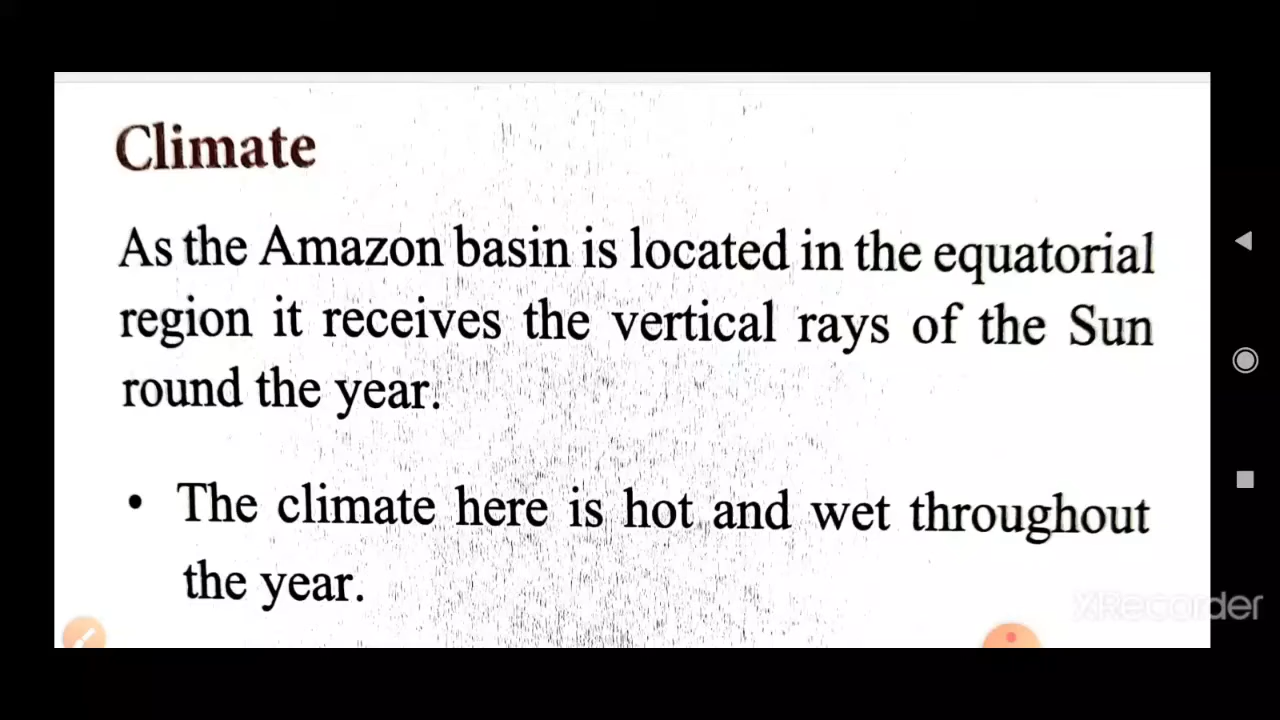 Climate
As the Amazon basin is located in the equatorial
region it receives the vertical rays of the Sun
round the year.
• The climate here is hot and wet throughout
the year.
XRecorder